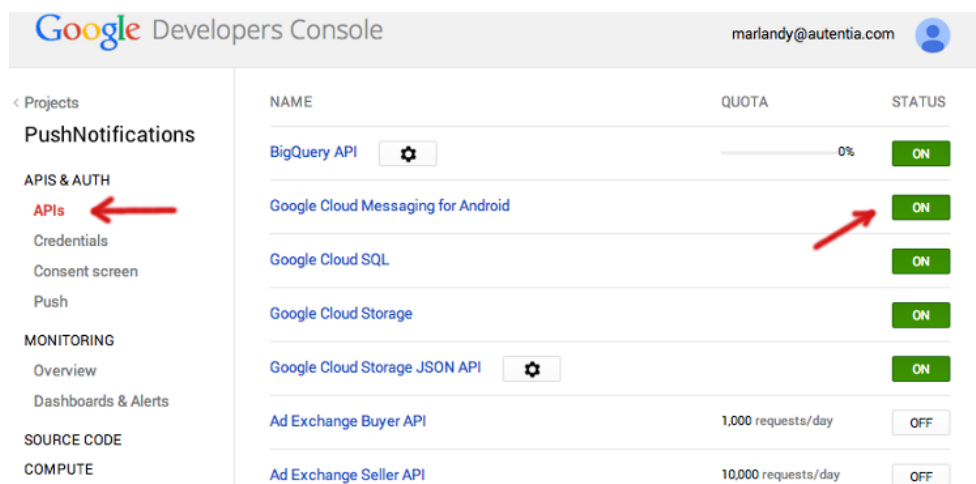 Google Developers Console marlandy@autentia.com
< Projects
PushNotifications
APIS & AUTH
APIs
Credentials
Consent screen
Push
MONITORING
Overview
Dashboards & Alerts
SOURCE CODE
COMPUTE
NAME QUOTA STATUS
BigQuery API 0% ON
Google Cloud Messaging for Android ON
Google Cloud SQL ON
Google Cloud Storage ON
Google Cloud Storage JSON API ON
Ad Exchange Buyer API 1,000 requests/day OFF
Ad Exchange Seller API 10,000 requests/day OFF